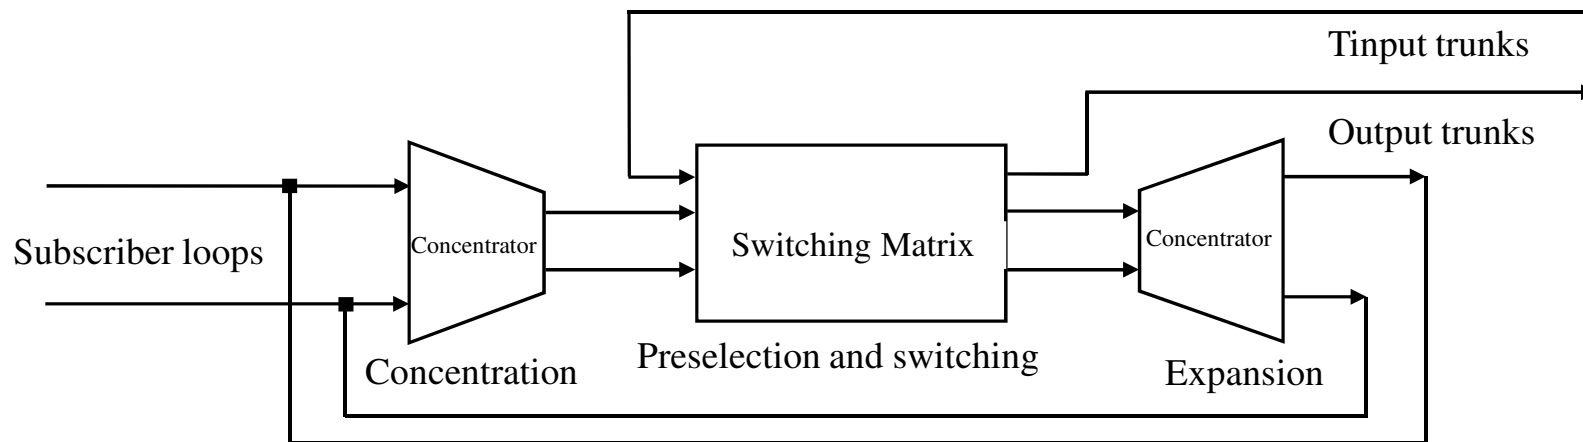 Tinput trunks
Output trunks
Subscriber loops
Concentrator
Switching Matrix
Concentrator
Concentration
Preselection and switching
Expansion